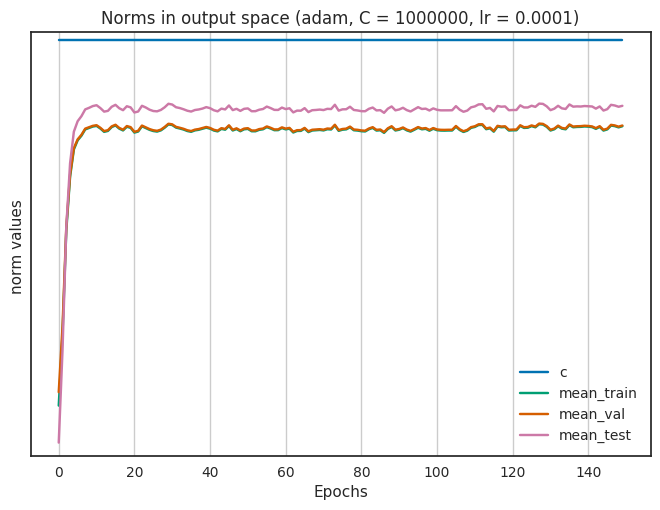 Norms in output space (adam, C = 1000000, lr = 0.0001)
norm values
c
mean_train
mean_val
mean_test
0 20 40 60 80 100 120 140
Epochs